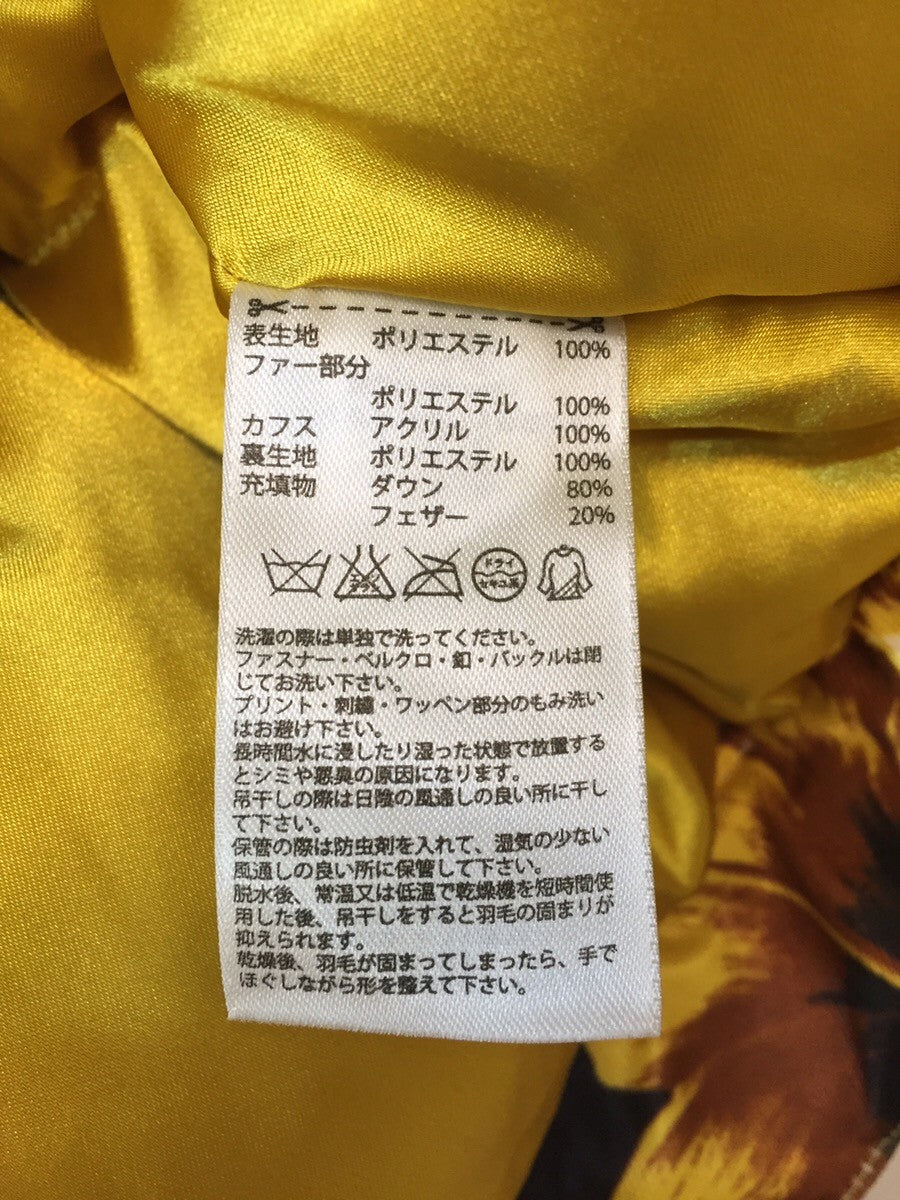 表生地 ポリエステル 100%
ファー部分
ポリエステル 100%
カフス アクリル 100%
裏生地 ポリエステル 100%
充填物 ダウン 80%
フェザー 20%
エンソ ドライ セキユ系
洗濯の際は単独で洗ってください。
ファスナー・ベルクロ・釦・バックルは閉
じてお洗い下さい。
プリント・刺繍・ワッペン部分のもみ洗い
はお避け下さい。
長時間水に浸したり湿った状態で放置する
とシミや悪臭の原因になります。
吊干しの際は日陰の風通しの良い所に干し
て下さい。
保管の際は防虫剤を入れて、湿気の少ない
風通しの良い所に保管して下さい。
脱水後、常温又は低温で乾燥機を短時間使
用した後、吊干しをすると羽毛の固まりが
抑えられます。
乾燥後、羽毛が固まってしまったら、手で
ほぐしながら形を整えて下さい。